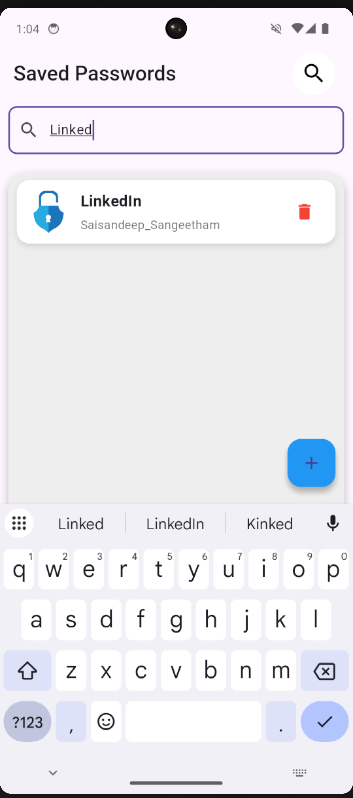 1:04
Saved Passwords
Linked
LinkedIn
Saisandeep_Sangeetham
+
Linked LinkedIn Kinked
q1 w2 e3 r4 t5 y6 u7 i8 o9 p0
a s d f g h j k l
z x c v b n m
?123 , .